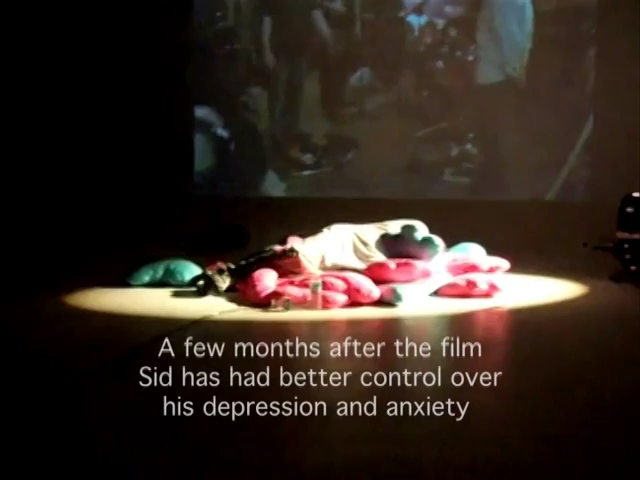 A few months after the film
Sid has had better control over
his depression and anxiety